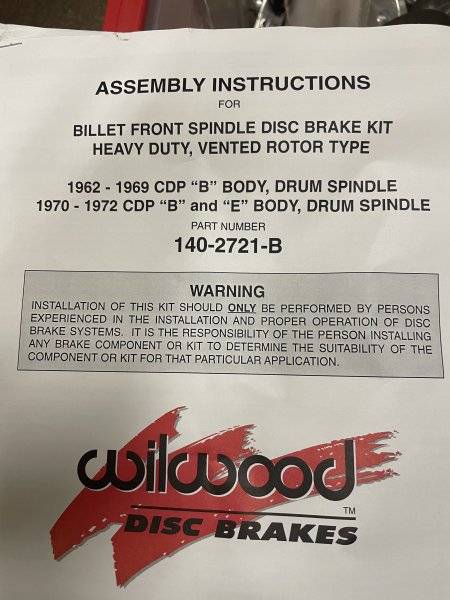 ASSEMBLY INSTRUCTIONS
FOR
BILLET FRONT SPINDLE DISC BRAKE KIT
HEAVY DUTY, VENTED ROTOR TYPE
1962 - 1969 CDP “B” BODY, DRUM SPINDLE
1970 - 1972 CDP “B” and “E” BODY, DRUM SPINDLE
PART NUMBER
140-2721-B
WARNING
INSTALLATION OF THIS KIT SHOULD ONLY BE PERFORMED BY PERSONS
EXPERIENCED IN THE INSTALLATION AND PROPER OPERATION OF DISC
BRAKE SYSTEMS. IT IS THE RESPONSIBILITY OF THE PERSON INSTALLING
ANY BRAKE COMPONENT OR KIT TO DETERMINE THE SUITABILITY OF THE
COMPONENT OR KIT FOR THAT PARTICULAR APPLICATION.
wilwood
TM
DISC BRAKES